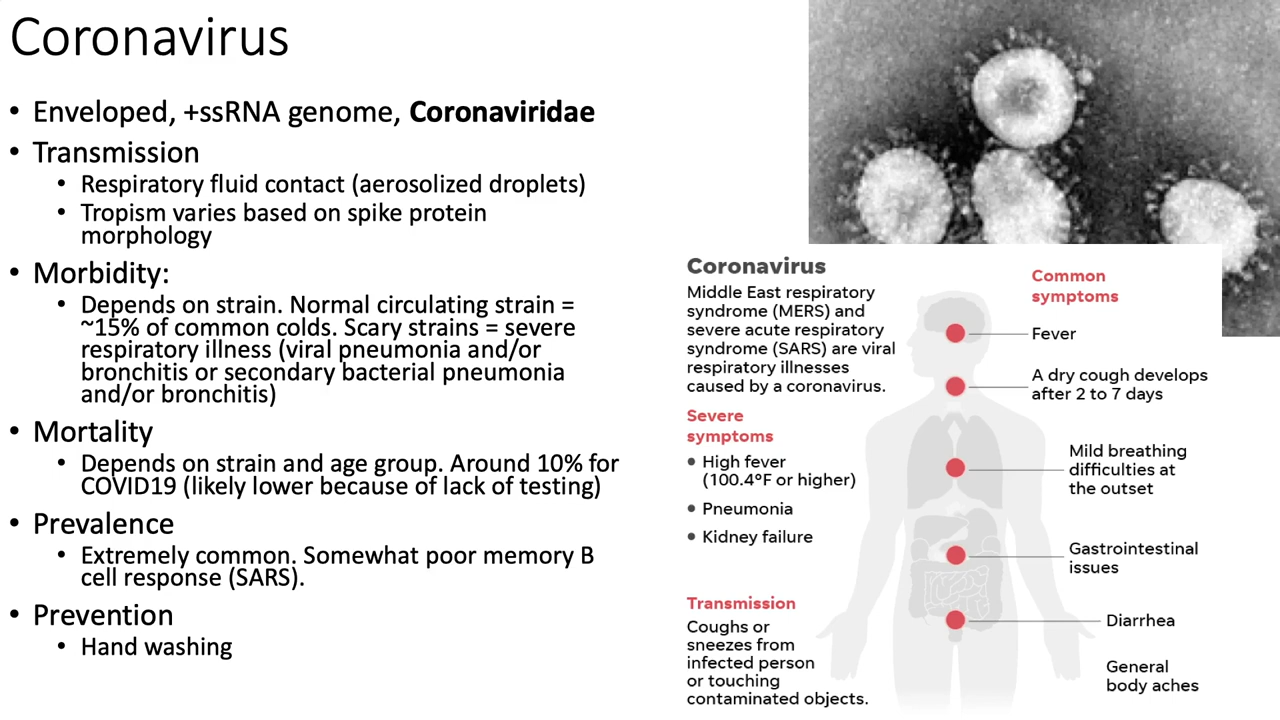 Coronavirus
• Enveloped, +ssRNA genome, Coronaviridae
• Transmission
• Respiratory fluid contact (aerosolized droplets)
• Tropism varies based on spike protein
morphology
• Morbidity:
• Depends on strain. Normal circulating strain =
~15% of common colds. Scary strains = severe
respiratory illness (viral pneumonia and/or
bronchitis or secondary bacterial pneumonia
and/or bronchitis)
• Mortality
• Depends on strain and age group. Around 10% for
COVID19 (likely lower because of lack of testing)
• Prevalence
• Extremely common. Somewhat poor memory B
cell response (SARS).
• Prevention
• Hand washing
Coronavirus
Middle East respiratory
syndrome (MERS) and
severe acute respiratory
syndrome (SARS) are viral
respiratory illnesses
caused by a coronavirus.
Severe
symptoms
• High fever
(100.4°F or higher)
• Pneumonia
• Kidney failure
Transmission
Coughs or
sneezes from
infected person
or touching
contaminated objects.
Common
symptoms
Fever
A dry cough develops
after 2 to 7 days
Mild breathing
difficulties at
the outset
Gastrointestinal
issues
Diarrhea
General
body aches